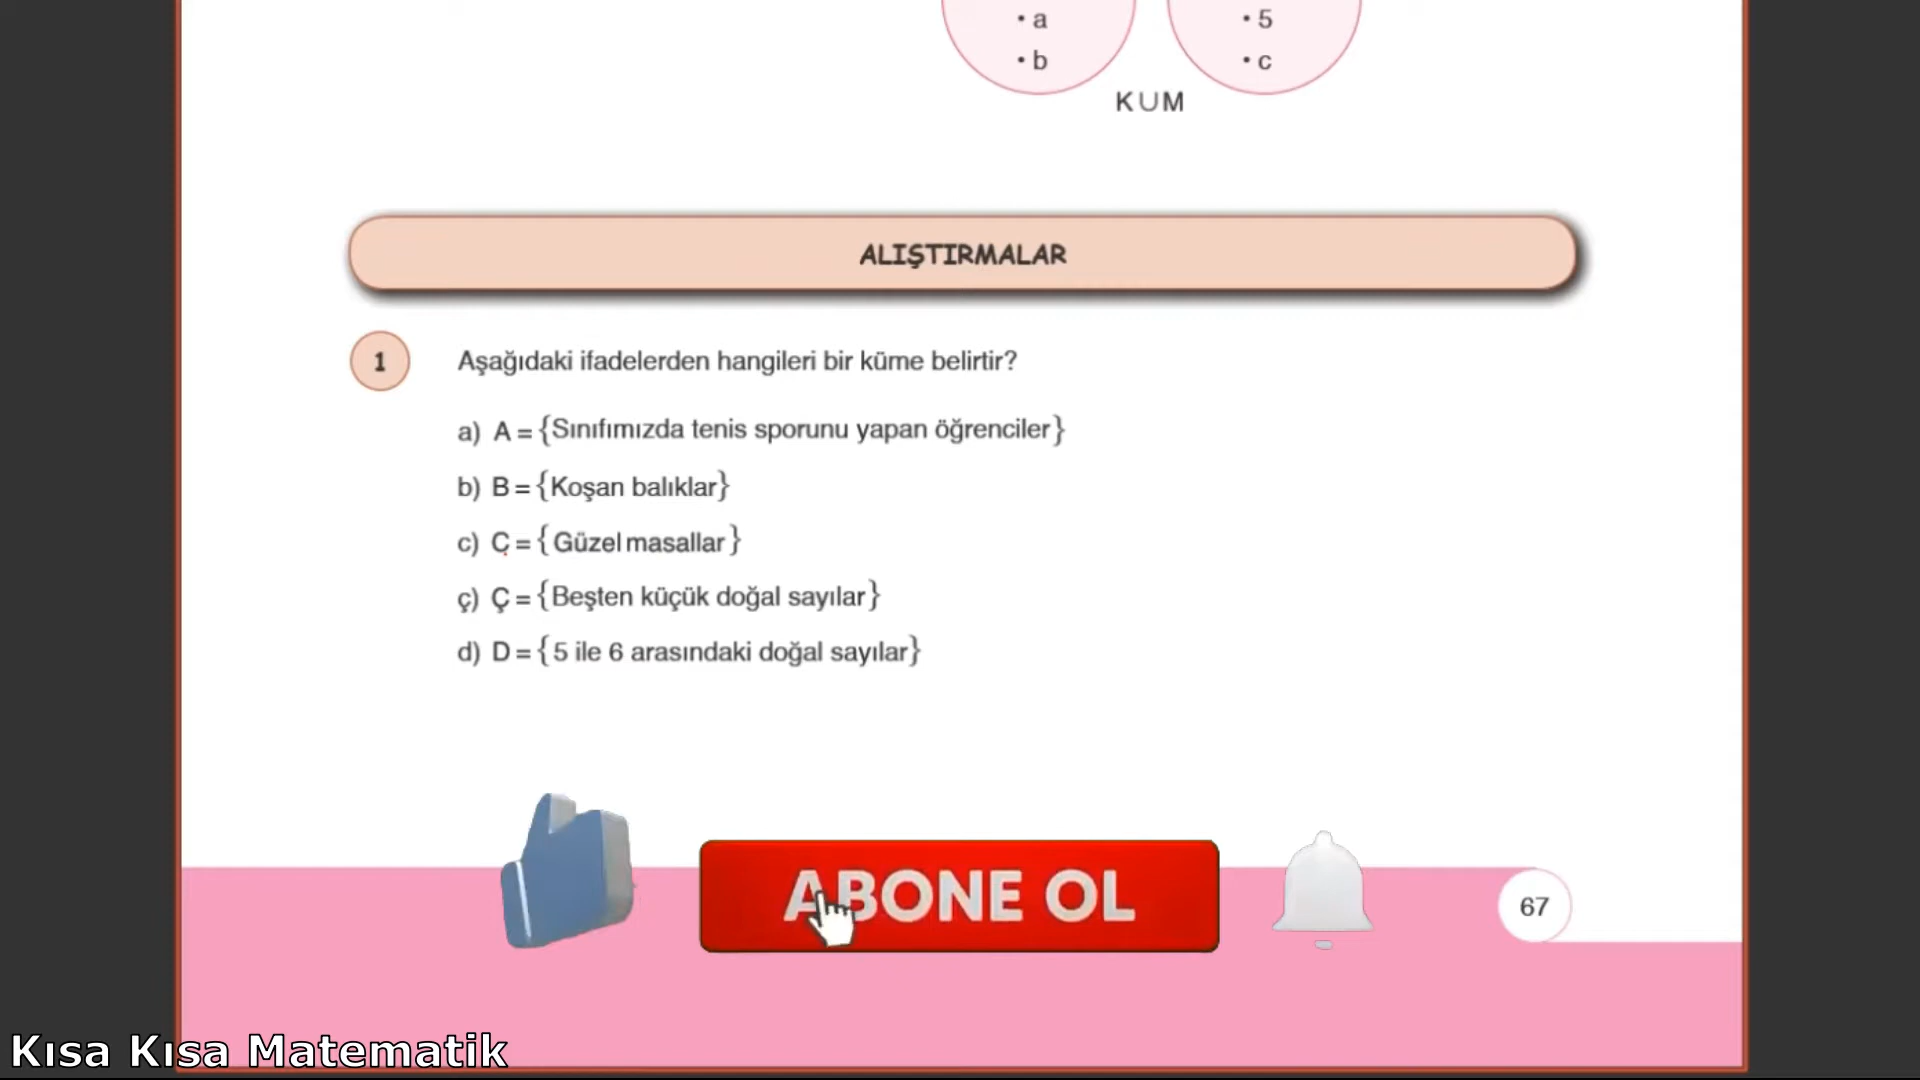 • a
• 5
• b
• c
K∪M
ALIŞTIRMALAR
1
Aşağıdaki ifadelerden hangileri bir küme belirtir?
a) A = {Sınıfımızda tenis sporunu yapan öğrenciler}
b) B = {Koşan balıklar}
c) C = {Güzel masallar}
ç) Ç = {Beşten küçük doğal sayılar}
d) D = {5 ile 6 arasındaki doğal sayılar}
ABONE OL
67
Kısa Kısa Matematik